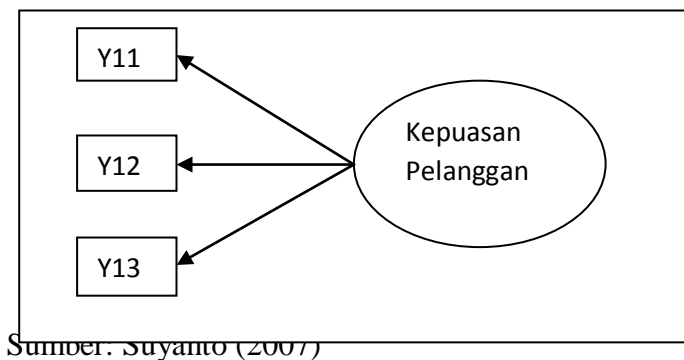 Y11
Kepuasan
Pelanggan
Y12
Y13
Sumber: Suyanto (2007)